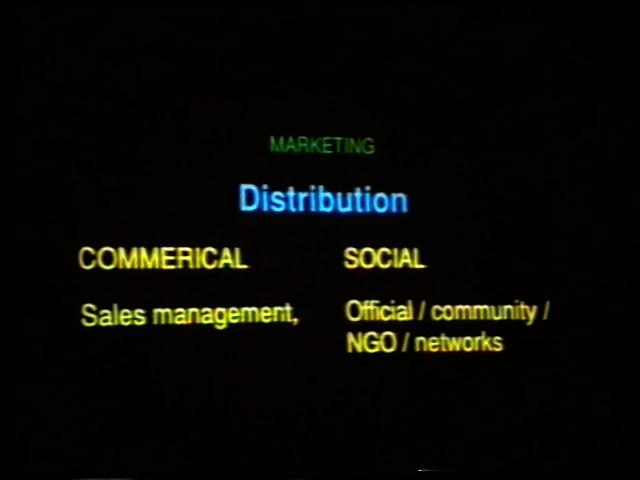 MARKETING
Distribution
COMMERICAL SOCIAL
Sales management, Official / community /
NGO / networks